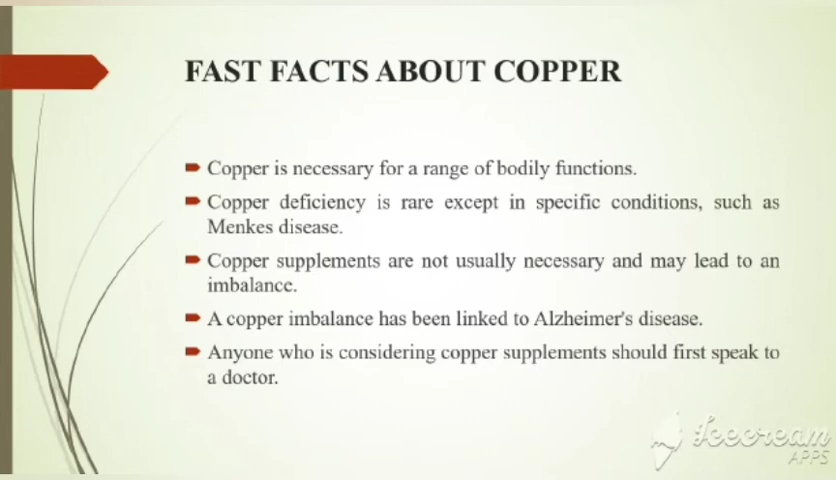 FAST FACTS ABOUT COPPER
Copper is necessary for a range of bodily functions.
Copper deficiency is rare except in specific conditions, such as
Menkes disease.
Copper supplements are not usually necessary and may lead to an
imbalance.
A copper imbalance has been linked to Alzheimer's disease.
Anyone who is considering copper supplements should first speak to
a doctor.
Icecream
APPS